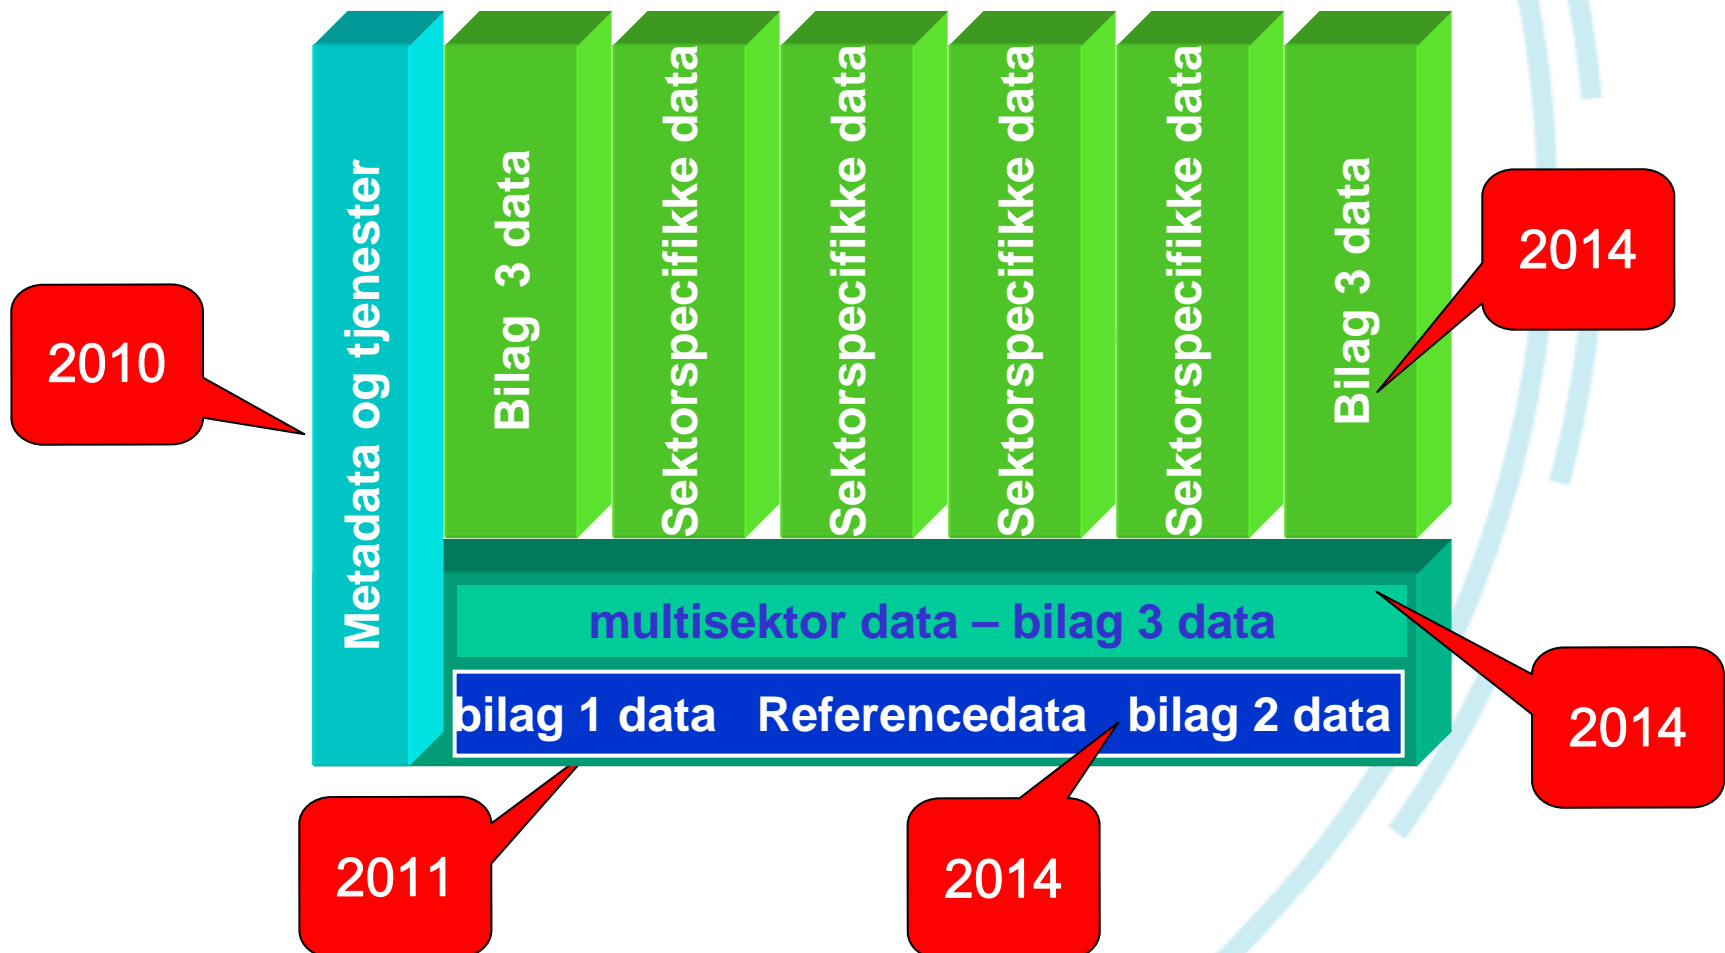 Metadata og tjenester
Bilag 3 data
Sektorspecifikke data
Sektorspecifikke data
Sektorspecifikke data
Sektorspecifikke data
Bilag 3 data
2014
2010
multisektor data – bilag 3 data
bilag 1 data Referencedata bilag 2 data
2014
2011
2014